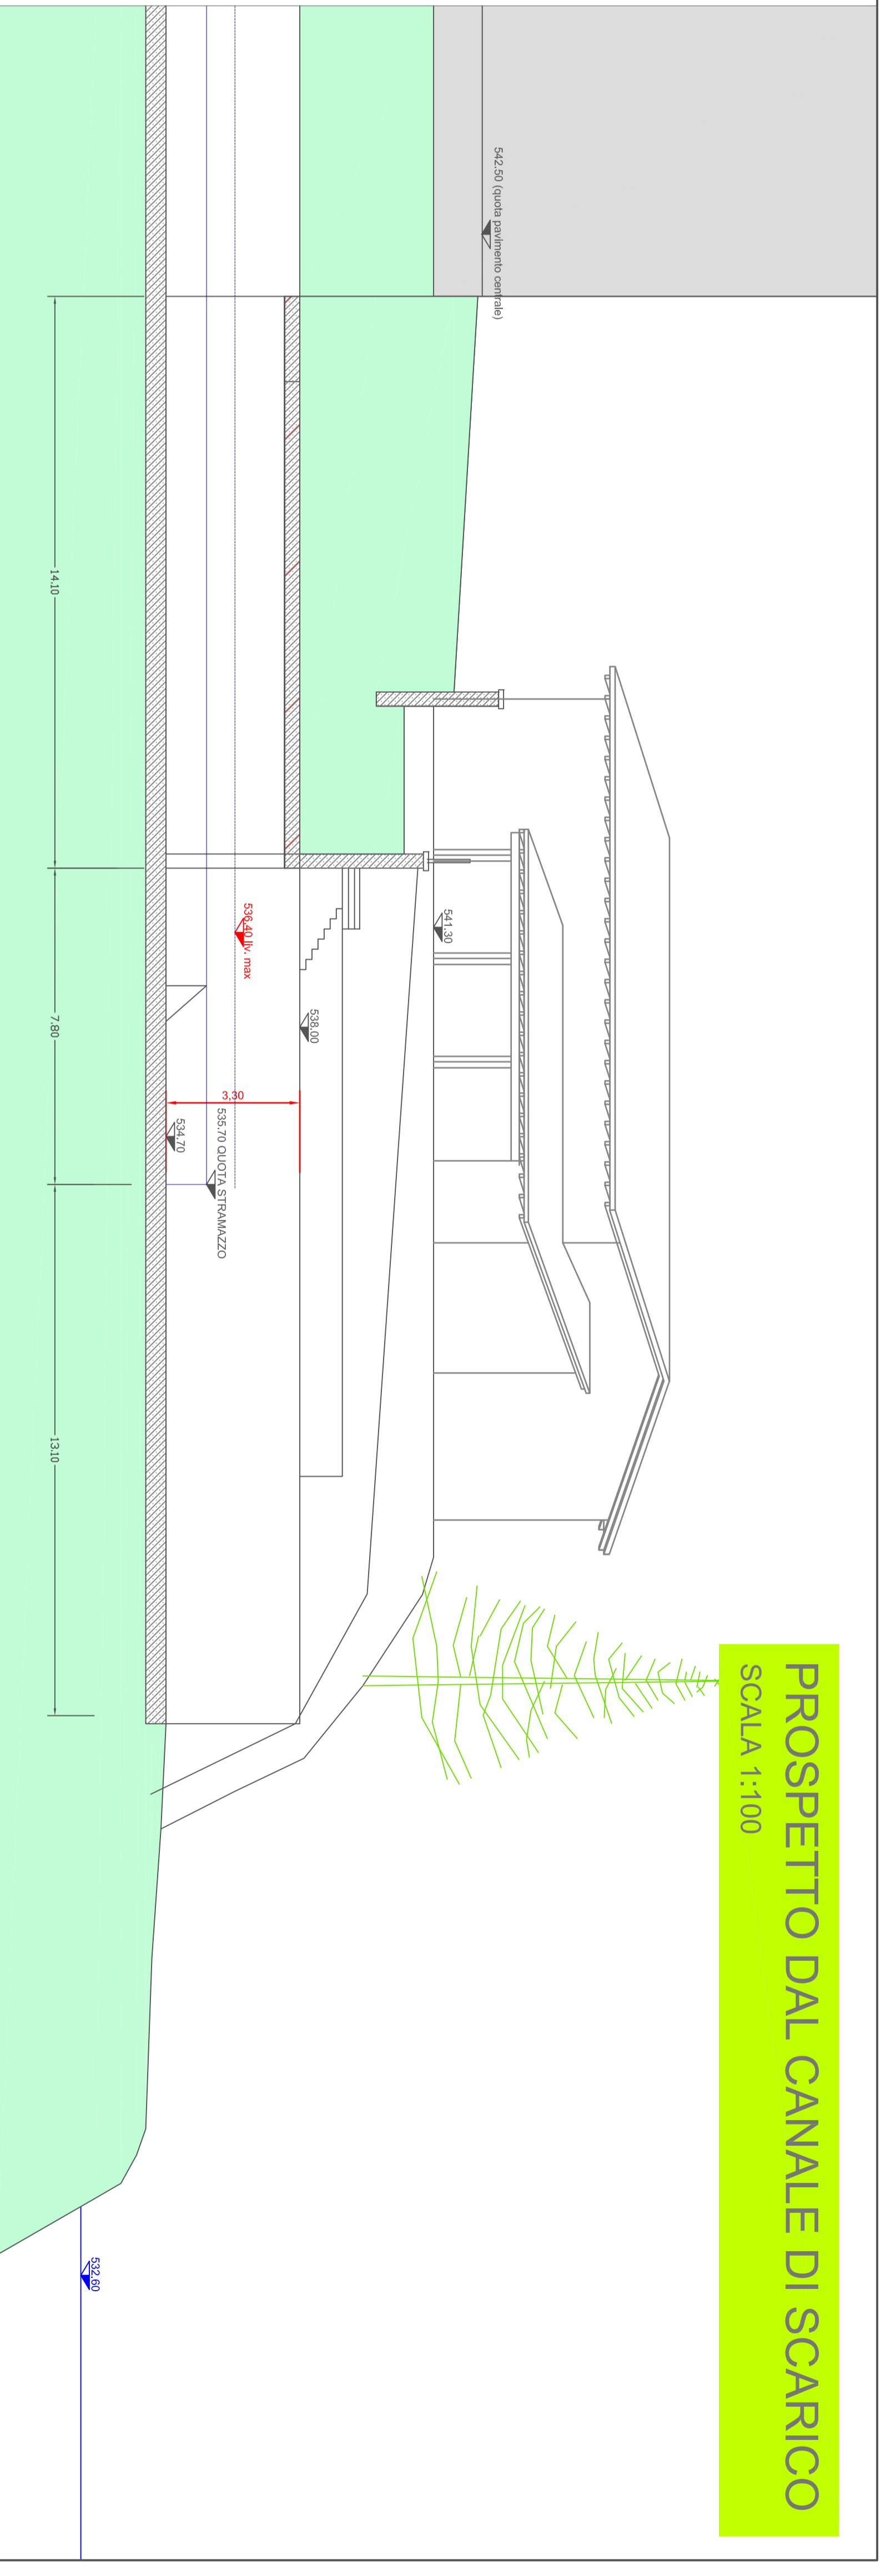 PROSPETTO DAL CANALE DI SCARICO
SCALA 1:100
542.50 (quota pavimento centrale)
541.30
538.00
536.40 liv. max
3,30
535.70 QUOTA STRAMAZZO
534.70
532.60
14.10
7.80
13.10